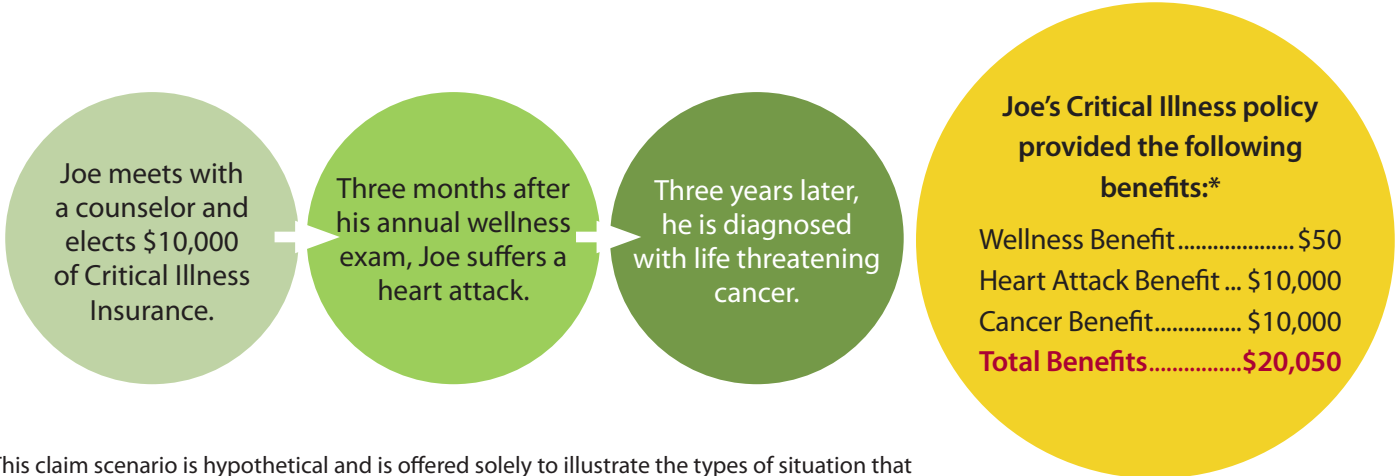 Joe meets with
a counselor and
elects $10,000
of Critical Illness
Insurance.
Three months after
his annual wellness
exam, Joe suffers a
heart attack.
Three years later,
he is diagnosed
with life threatening
cancer.
Joe’s Critical Illness policy
provided the following
benefits:*
Wellness Benefit.................... $50
Heart Attack Benefit ... $10,000
Cancer Benefit............... $10,000
Total Benefits................$20,050
This claim scenario is hypothetical and is offered solely to illustrate the types of situation that